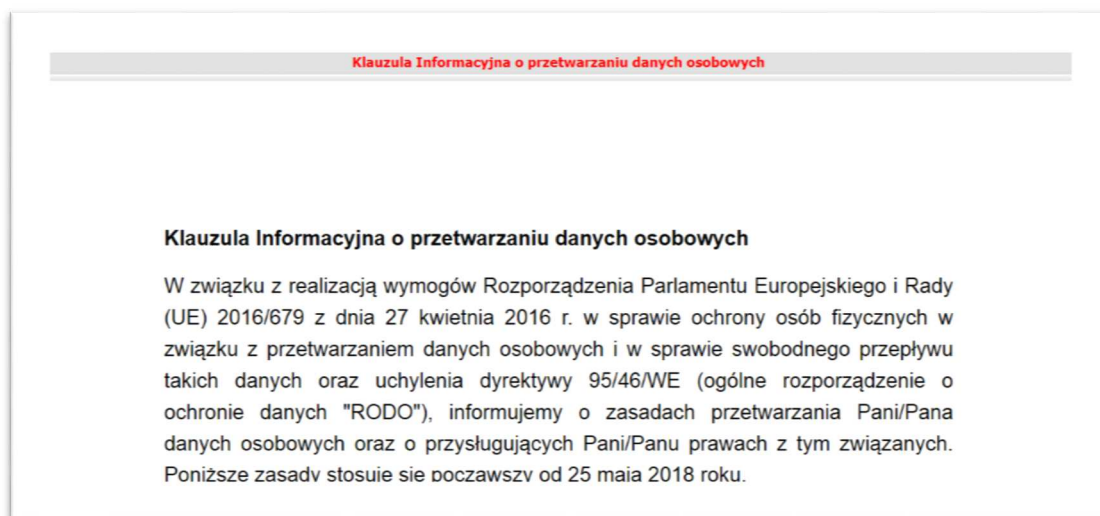 Klauzula Informacyjna o przetwarzaniu danych osobowych
Klauzula Informacyjna o przetwarzaniu danych osobowych
W związku z realizacją wymogów Rozporządzenia Parlamentu Europejskiego i Rady
(UE) 2016/679 z dnia 27 kwietnia 2016 r. w sprawie ochrony osób fizycznych w
związku z przetwarzaniem danych osobowych i w sprawie swobodnego przepływu
takich danych oraz uchylenia dyrektywy 95/46/WE (ogólne rozporządzenie o
ochronie danych "RODO"), informujemy o zasadach przetwarzania Pani/Pana
danych osobowych oraz o przysługujących Pani/Panu prawach z tym związanych.
Poniższe zasady stosuje się począwszy od 25 maja 2018 roku.